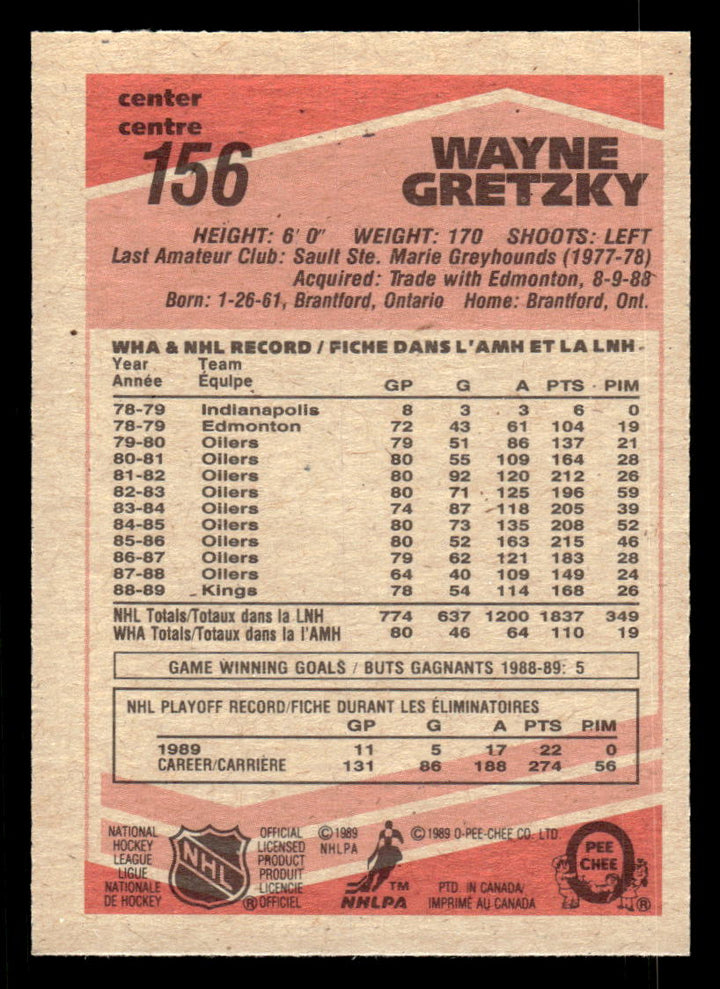 center
centre
156
WAYNE
GRETZKY
HEIGHT: 6' 0" WEIGHT: 170 SHOOTS: LEFT
Last Amateur Club: Sault Ste. Marie Greyhounds (1977-78)
Acquired: Trade with Edmonton, 8-9-88
Born: 1-26-61, Brantford, Ontario Home: Brantford, Ont.
WHA & NHL RECORD / FICHE DANS L'AMH ET LA LNH
Year Team
Année Équipe GP G A PTS PIM
78-79 Indianapolis 8 3 3 6 0
78-79 Edmonton 72 43 61 104 19
79-80 Oilers 79 51 86 137 21
80-81 Oilers 80 55 109 164 28
81-82 Oilers 80 92 120 212 26
82-83 Oilers 80 71 125 196 59
83-84 Oilers 74 87 118 205 39
84-85 Oilers 80 73 135 208 52
85-86 Oilers 80 52 163 215 46
86-87 Oilers 79 62 121 183 28
87-88 Oilers 64 40 109 149 24
88-89 Kings 78 54 114 168 26
NHL Totals/Totaux dans la LNH 774 637 1200 1837 349
WHA Totals/Totaux dans la l'AMH 80 46 64 110 19
GAME WINNING GOALS / BUTS GAGNANTS 1988-89: 5
NHL PLAYOFF RECORD/FICHE DURANT LES ÉLIMINATOIRES
GP G A PTS PIM
1989 11 5 17 22 0
CAREER/CARRIÈRE 131 86 188 274 56
NATIONAL
HOCKEY
LEAGUE
LIGUE
NATIONALE
DE HOCKEY
NHL
®
OFFICIAL
LICENSED
PRODUCT
PRODUIT
LICENCIE
OFFICIEL
© 1989
NHLPA
TM
NHLPA
© 1989 O-PEE-CHEE CO. LTD.
PTD. IN CANADA
IMPRIMÉ AU CANADA
PEE
CHEE
®